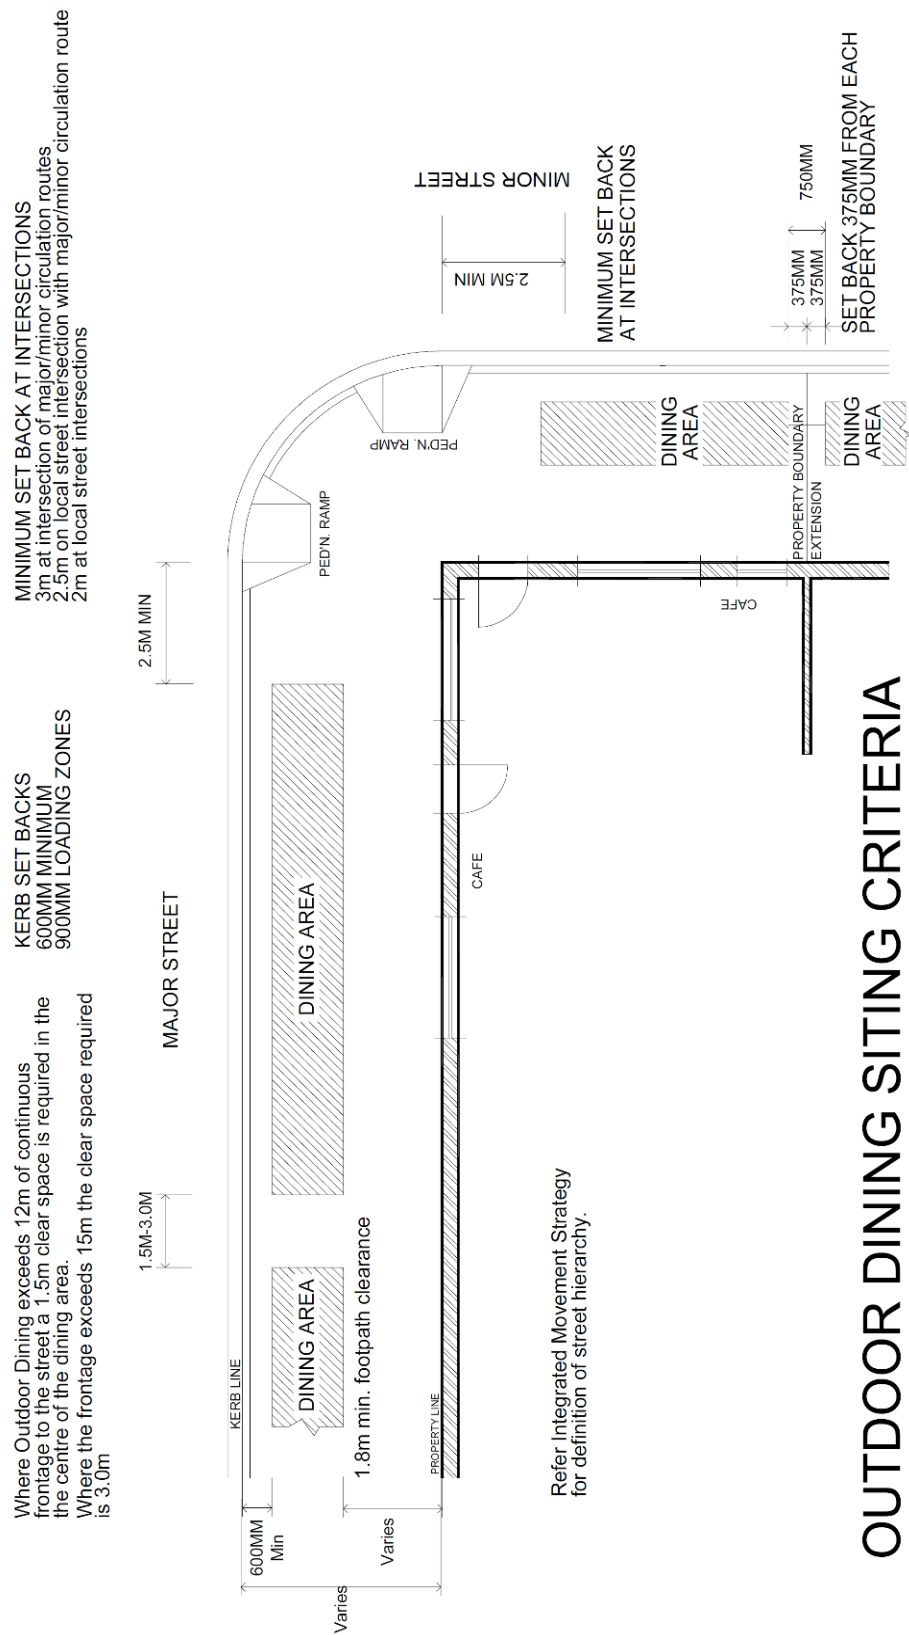 Where Outdoor Dining exceeds 12m of continuous
frontage to the street a 1.5m clear space is required in the
the centre of the dining area.
Where the frontage exceeds 15m the clear space required
is 3.0m
KERB SET BACKS
600MM MINIMUM
900MM LOADING ZONES
MINIMUM SET BACK AT INTERSECTIONS
3m at intersection of major/minor circulation routes
2.5m on local street intersection with major/minor circulation route
2m at local street intersections
1.5M-3.0M
MAJOR STREET
2.5M MIN
KERB LINE
600MM
Min
Varies
Varies
DINING AREA
DINING AREA
1.8m min. footpath clearance
PROPERTY LINE
CAFE
PED'N. RAMP
PED'N. RAMP
MINOR STREET
2.5M MIN
MINIMUM SET BACK
AT INTERSECTIONS
DINING
AREA
CAFE
PROPERTY BOUNDARY
EXTENSION
375MM
375MM
750MM
DINING
AREA
SET BACK 375MM FROM EACH
PROPERTY BOUNDARY
Refer Integrated Movement Strategy
for definition of street hierarchy.
OUTDOOR DINING SITING CRITERIA